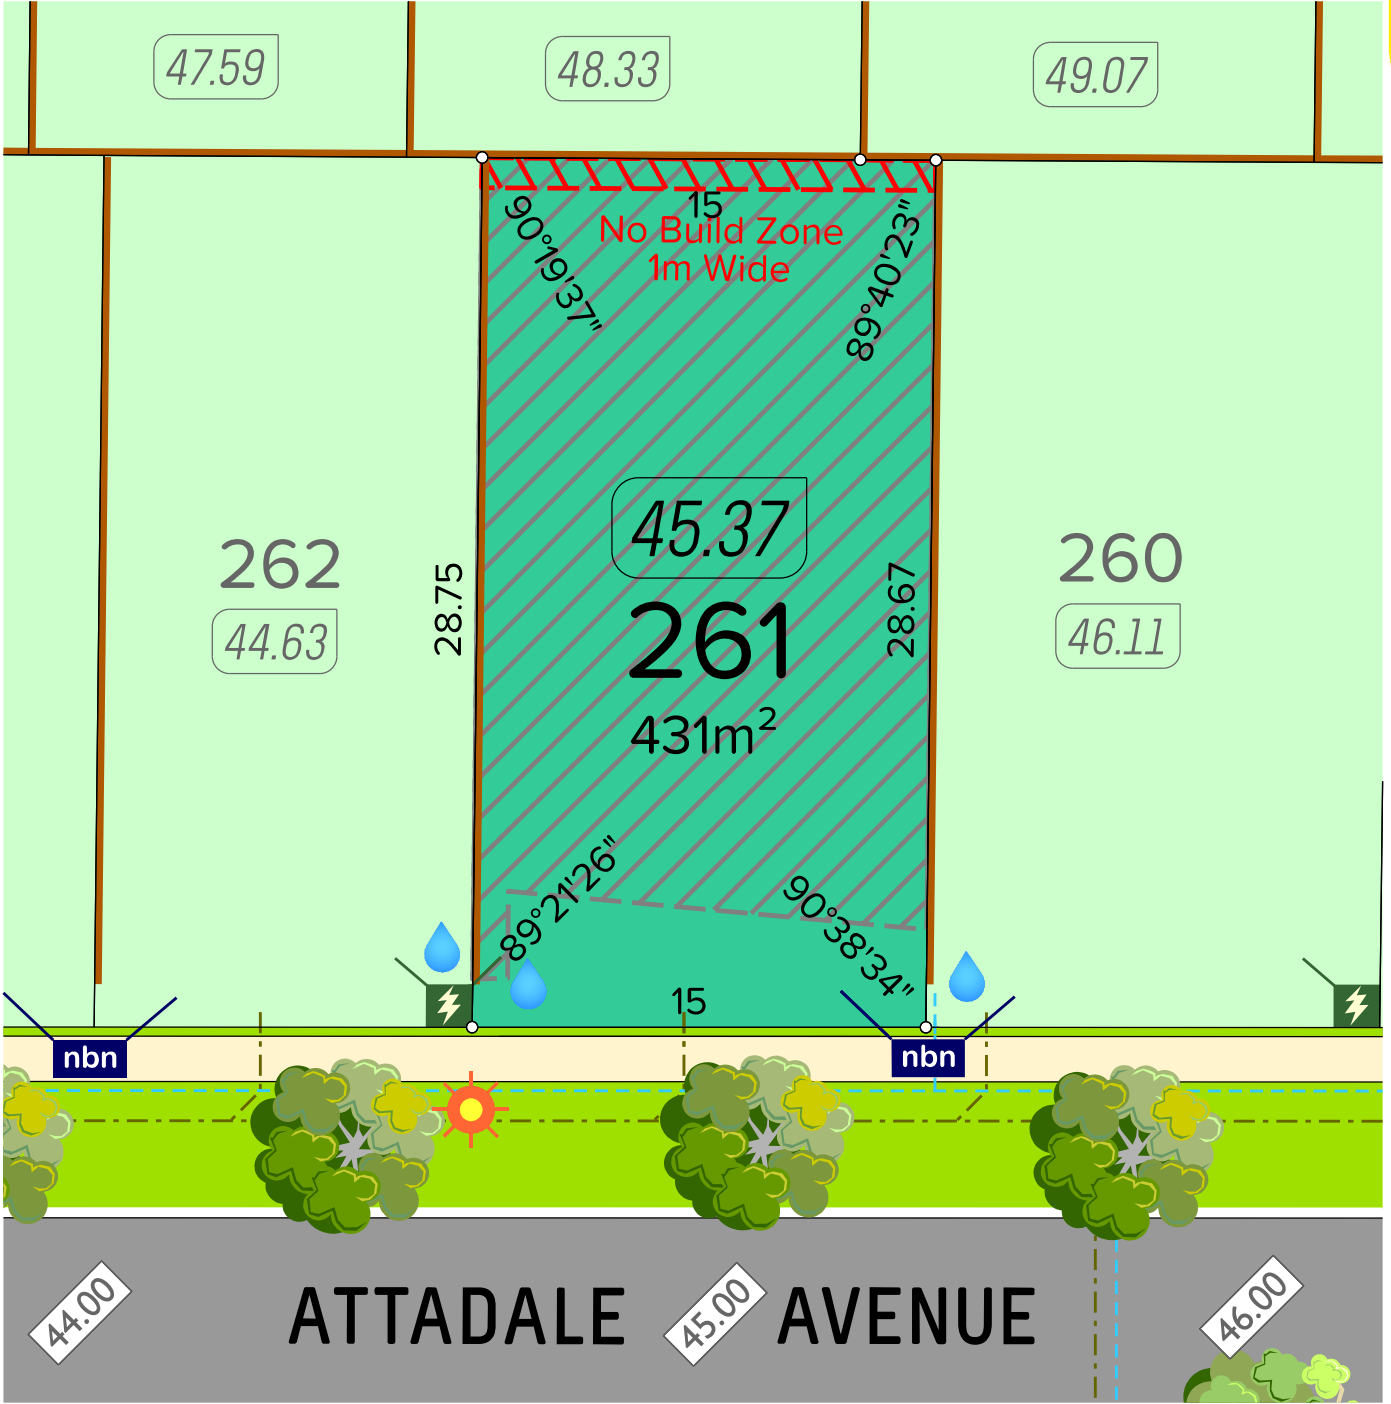 47.59
48.33
49.07
15
No Build Zone
1m Wide
90°19'37"
89°40'23"
45.37
261
431m²
28.75
28.67
262
44.63
260
46.11
89°21'26"
90°38'34"
15
nbn
nbn
44.00
ATTADALE
45.00
AVENUE
46.00